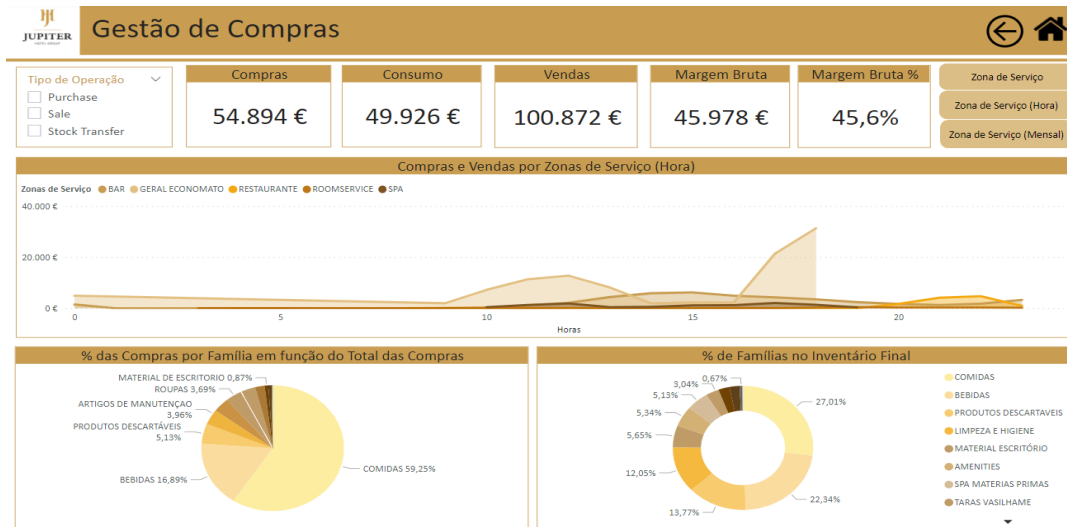 JUPITER
HOTEL GROUP
Gestão de Compras
Tipo de Operação
Purchase
Sale
Stock Transfer
Compras
54.894 €
Consumo
49.926 €
Vendas
100.872 €
Margem Bruta
45.978 €
Margem Bruta %
45,6%
Zona de Serviço
Zona de Serviço (Hora)
Zona de Serviço (Mensal)
Compras e Vendas por Zonas de Serviço (Hora)
Zonas de Serviço BAR GERAL ECONOMATO RESTAURANTE ROOMSERVICE SPA
40.000 €
20.000 €
0 €
0 5 10 15 20
Horas
% das Compras por Família em função do Total das Compras
MATERIAL DE ESCRITORIO 0,87%
ROUPAS 3,69%
ARTIGOS DE MANUTENÇAO
3,96%
PRODUTOS DESCARTÁVEIS
5,13%
BEBIDAS 16,89%
COMIDAS 59,25%
% de Famílias no Inventário Final
0,67%
3,04%
5,13%
5,34%
5,65%
12,05%
13,77%
22,34%
27,01%
COMIDAS
BEBIDAS
PRODUTOS DESCARTAVEIS
LIMPEZA E HIGIENE
MATERIAL ESCRITÓRIO
AMENITIES
SPA MATERIAS PRIMAS
TARAS VASILHAME